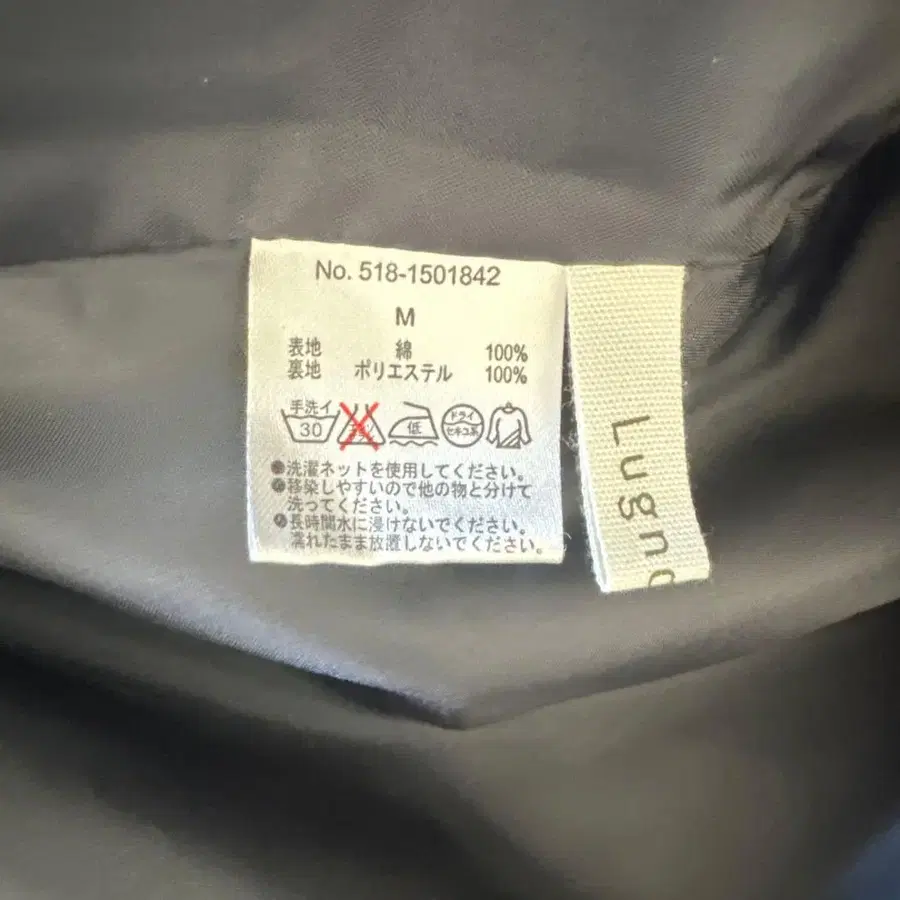 No. 518-1501842
M
表地 綿 100%
裏地 ポリエステル 100%
手洗イ
30
低
ドライ
セキユ系
●洗濯ネットを使用してください。
●移染しやすいので他の物と分けて
洗ってください。
●長時間水に浸けないでください。
濡れたまま放置しないでください。
Lugn